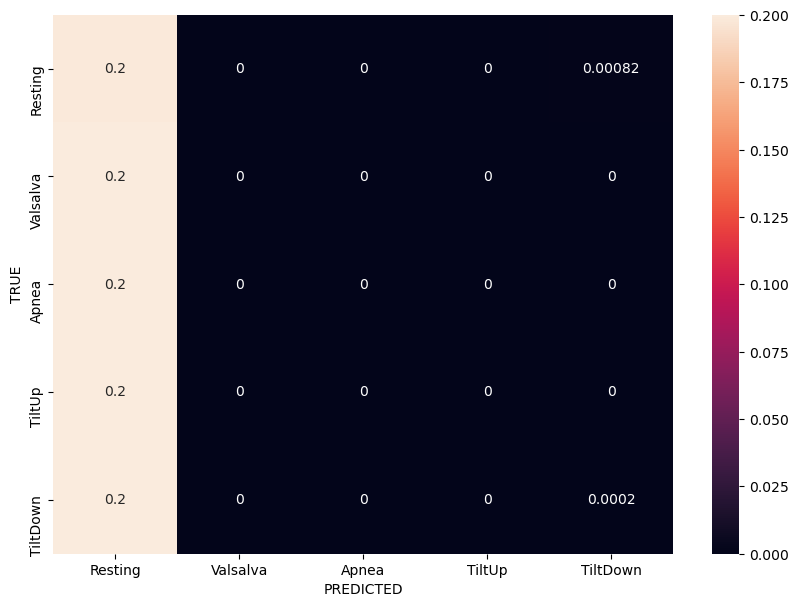 Resting 0.2 0 0 0 0.00082
Valsalva 0.2 0 0 0 0
Apnea 0.2 0 0 0 0
TiltUp 0.2 0 0 0 0
TiltDown 0.2 0 0 0 0.0002
TRUE
Resting Valsalva Apnea TiltUp TiltDown
PREDICTED
0.200
0.175
0.150
0.125
0.100
0.075
0.050
0.025
0.000